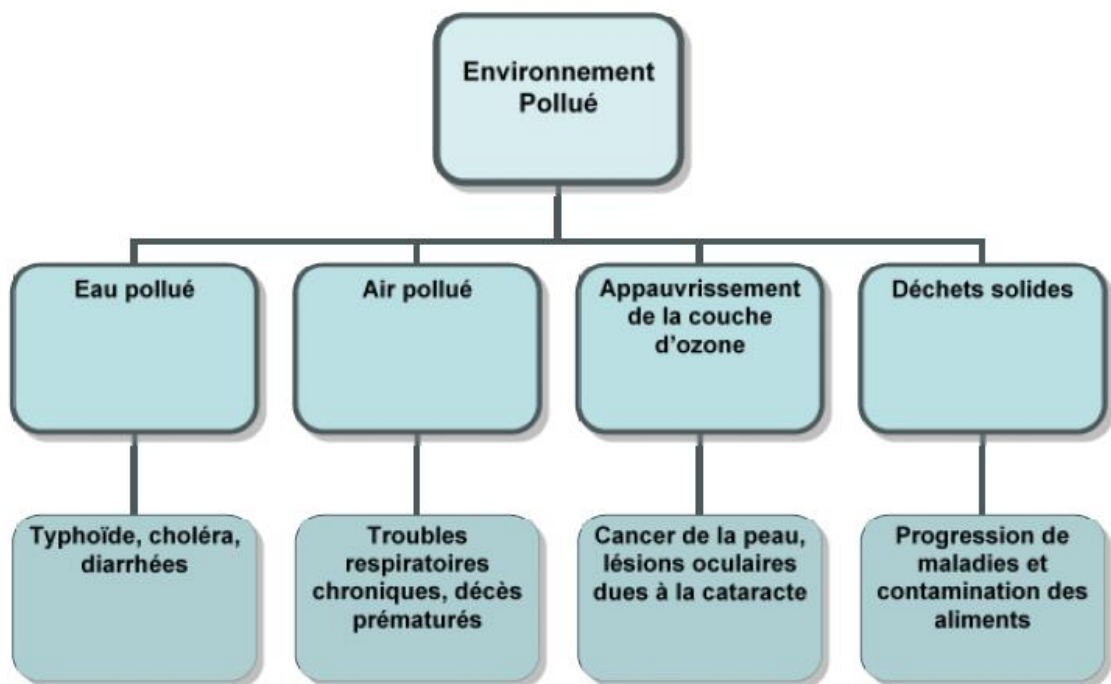 Environnement
Pollué
Eau pollué
Air pollué
Appauvrissement
de la couche
d’ozone
Déchets solides
Typhoïde, choléra,
diarrhées
Troubles
respiratoires
chroniques, décès
prématurés
Cancer de la peau,
lésions oculaires
dues à la cataracte
Progression de
maladies et
contamination des
aliments